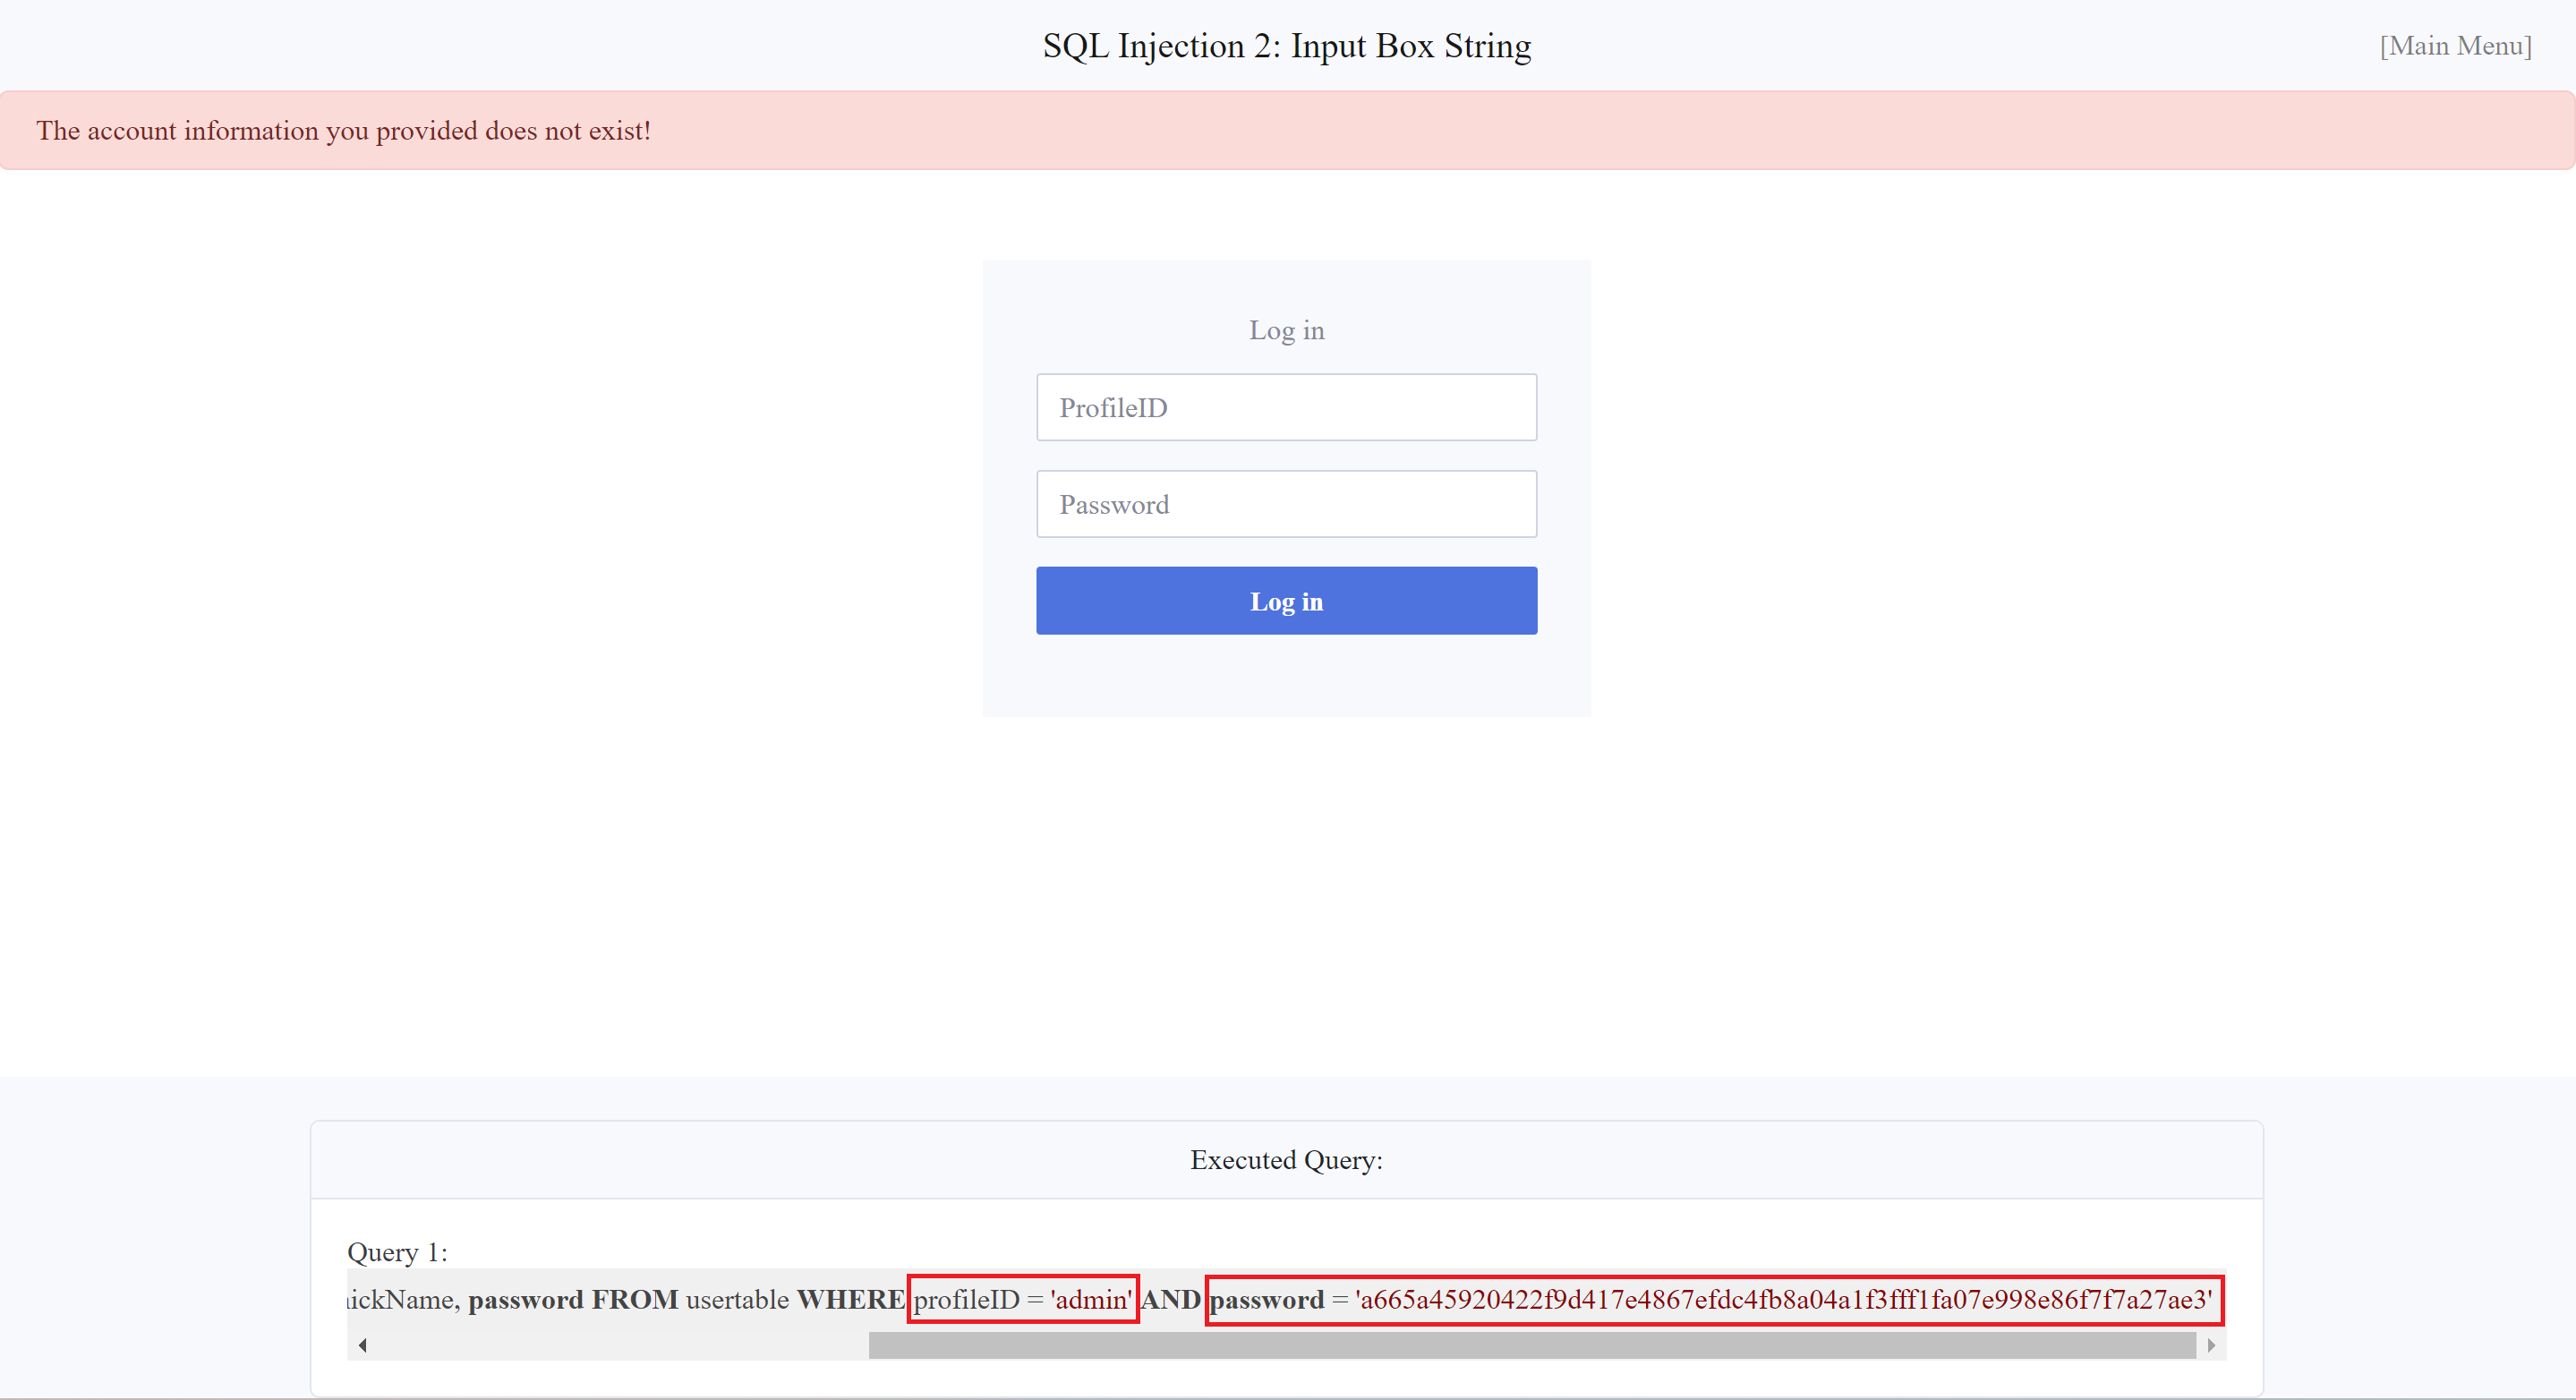 SQL Injection 2: Input Box String
[Main Menu]
The account information you provided does not exist!
Log in
ProfileID
Password
Log in
Executed Query:
Query 1:
ickName, password FROM usertable WHERE profileID = 'admin' AND password = 'a665a45920422f9d417e4867efdc4fb8a04a1f3fff1fa07e998e86f7f7a27ae3'